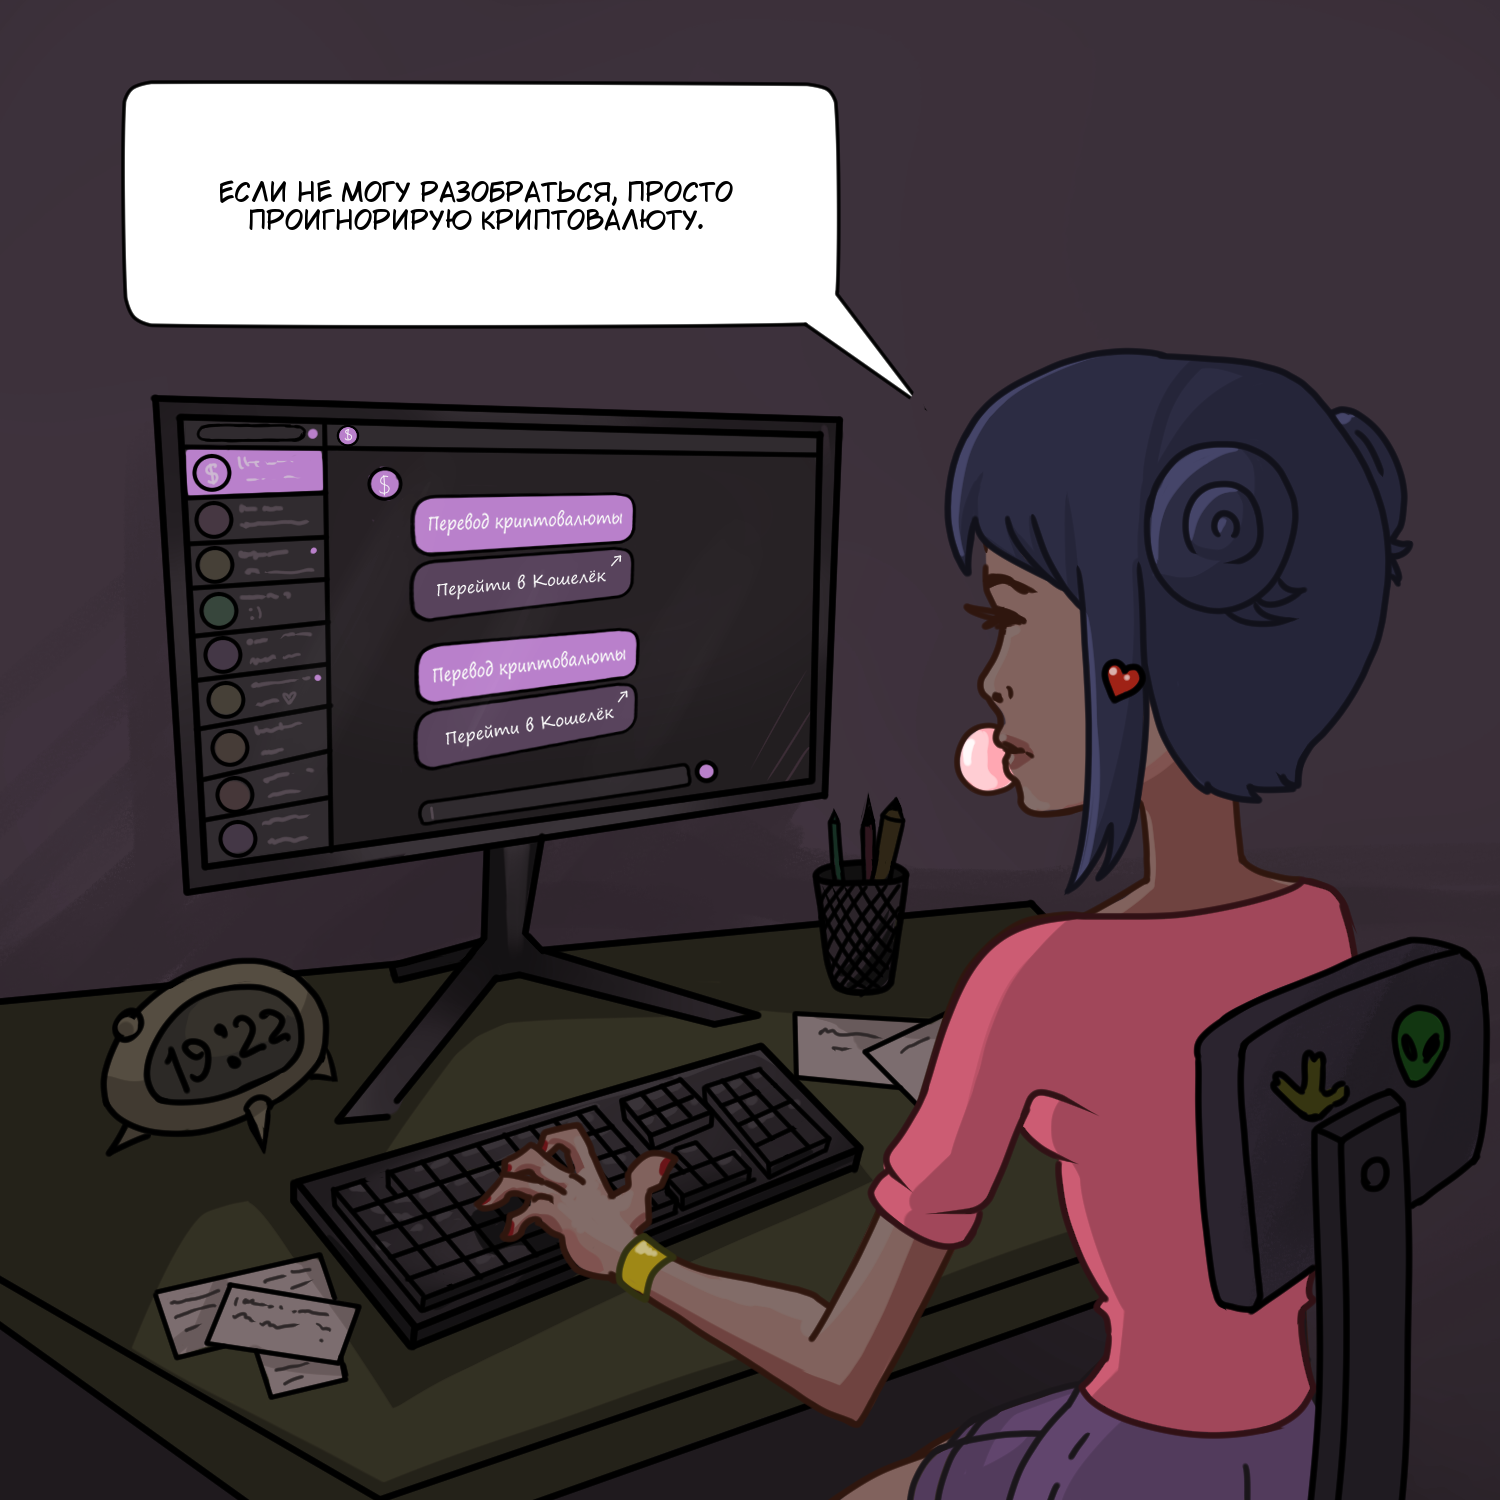 ЕСЛИ НЕ МОГУ РАЗОБРАТЬСЯ, ПРОСТО
ПРОИГНОРИРУЮ КРИПТОВАЛЮТУ.
$
$
$
Перевод криптовалюты
Перейти в Кошелёк
Перевод криптовалюты
Перейти в Кошелёк
:)
19:22